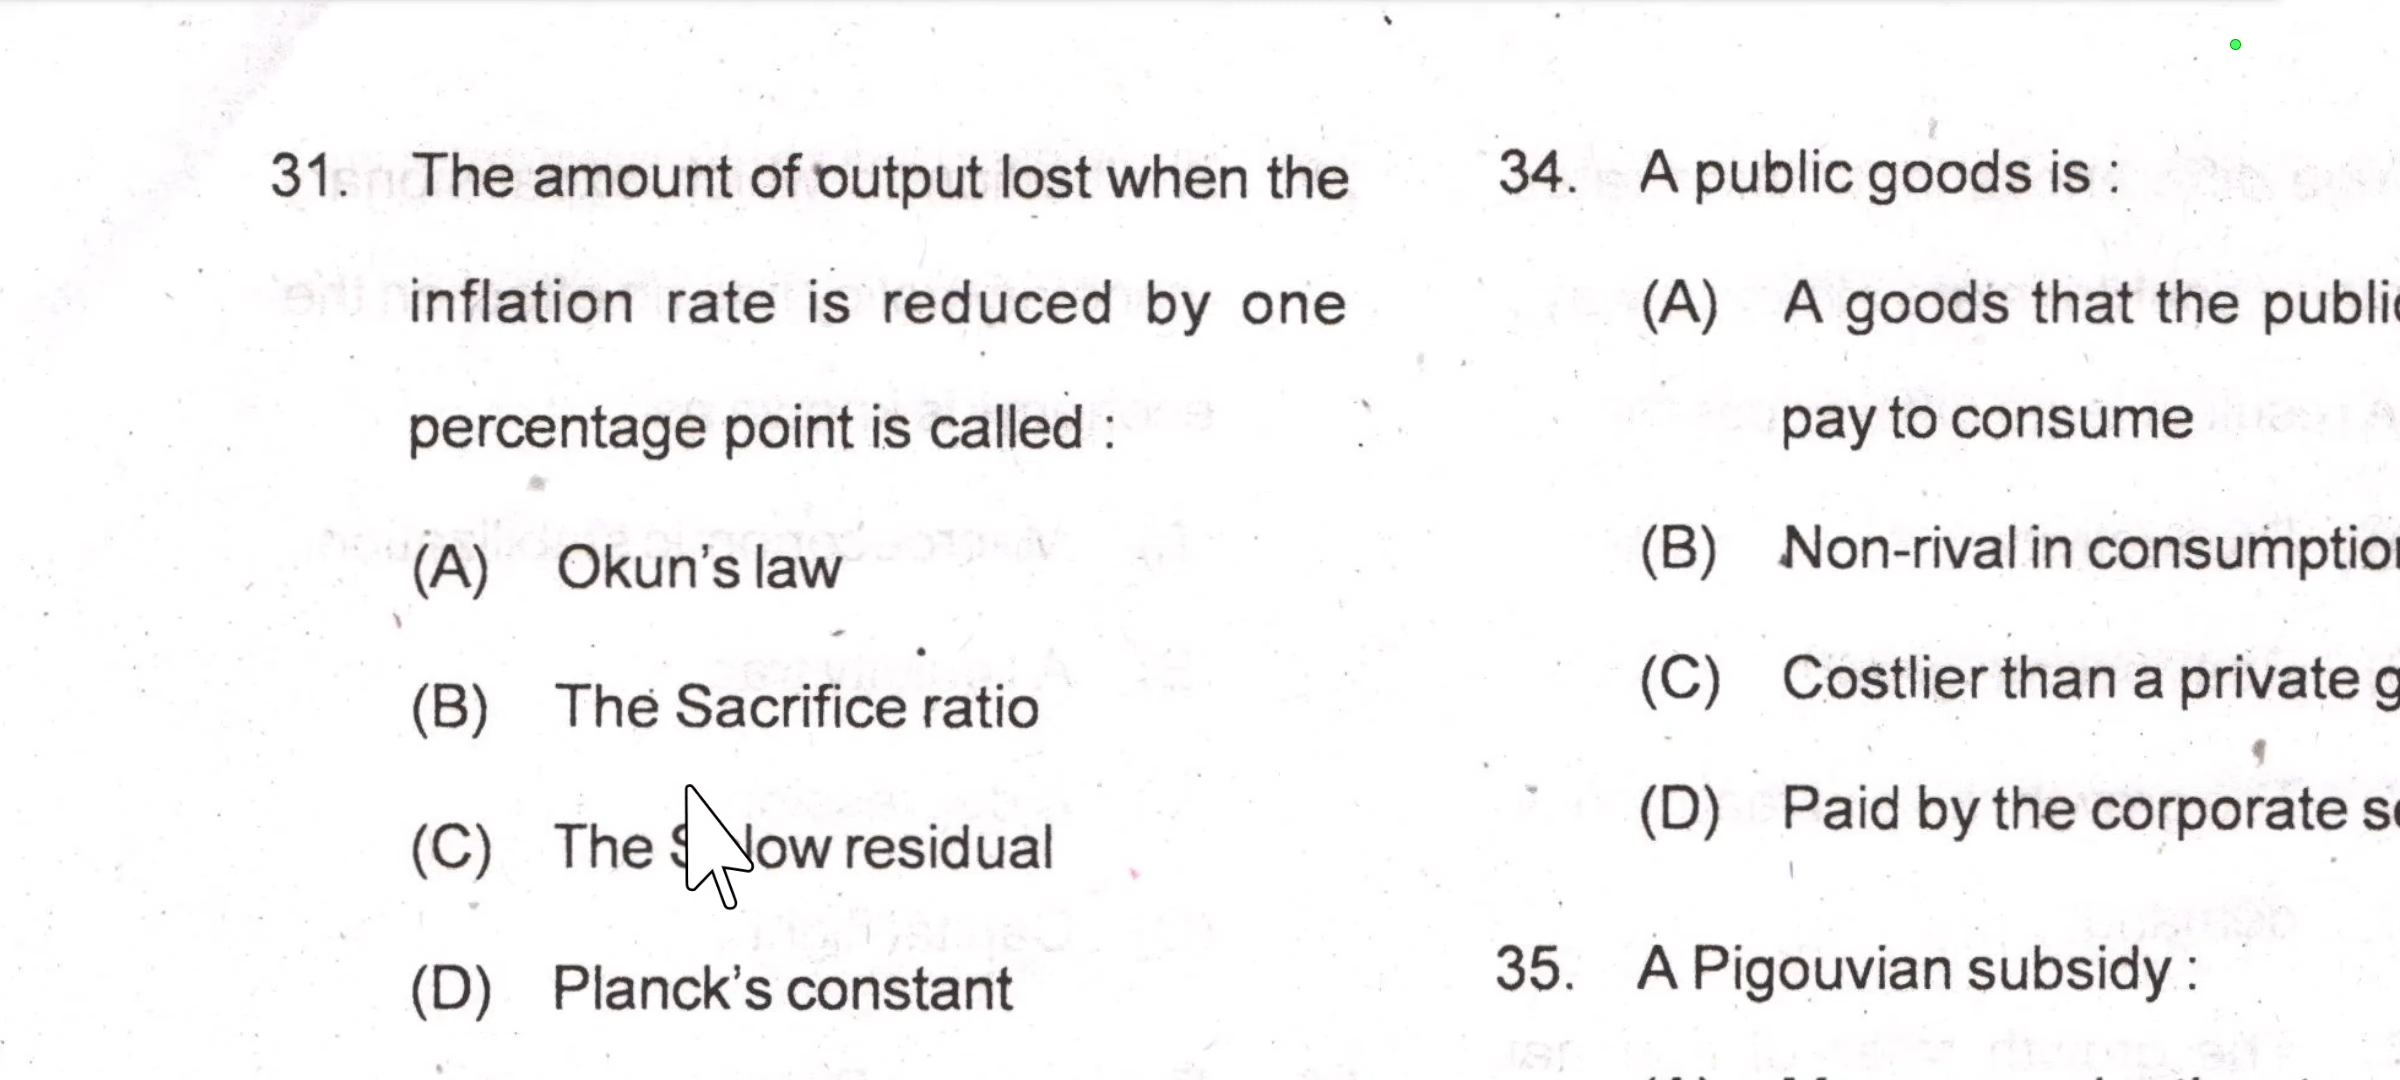 31. The amount of output lost when the
inflation rate is reduced by one
percentage point is called :
(A) Okun's law
(B) The Sacrifice ratio
(C) The residual
(D) Planck's constant
34. A public goods is :
(A) A goods that the public
pay to consume
(B) Non-rival in
(C) Costlier than a private
(D) Paid by the corporate
35. A Pigouvian subsidy :